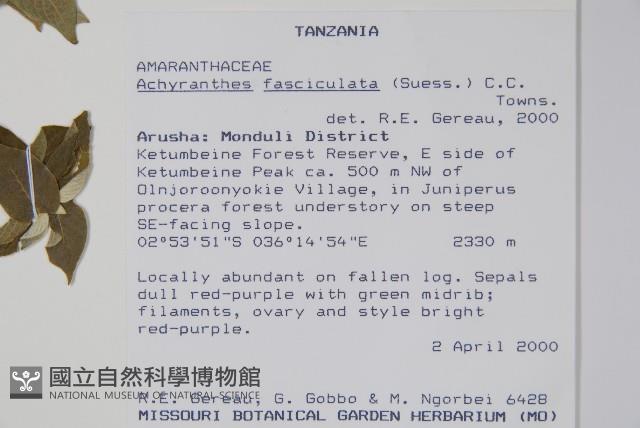 TANZANIA
AMARANTHACEAE
Achyranthes fasciculata (Suess.) C.C.
Towns.
det. R.E. Gereau, 2000
Arusha: Monduli District
Ketumbeine Forest Reserve, E side of
Ketumbeine Peak ca. 500 m NW of
Olnjoroonyokie Village, in Juniperus
procera forest understory on steep
SE-facing slope.
02°53'51"S 036°14'54"E 2330 m
Locally abundant on fallen log. Sepals
dull red-purple with green midrib;
filaments, ovary and style bright
red-purple.
2 April 2000
國立自然科學博物館
NATIONAL MUSEUM OF NATURAL SCIENCE
R.E. Gereau, G. Gobbo & M. Ngorbei 6428
MISSOURI BOTANICAL GARDEN HERBARIUM (MO)